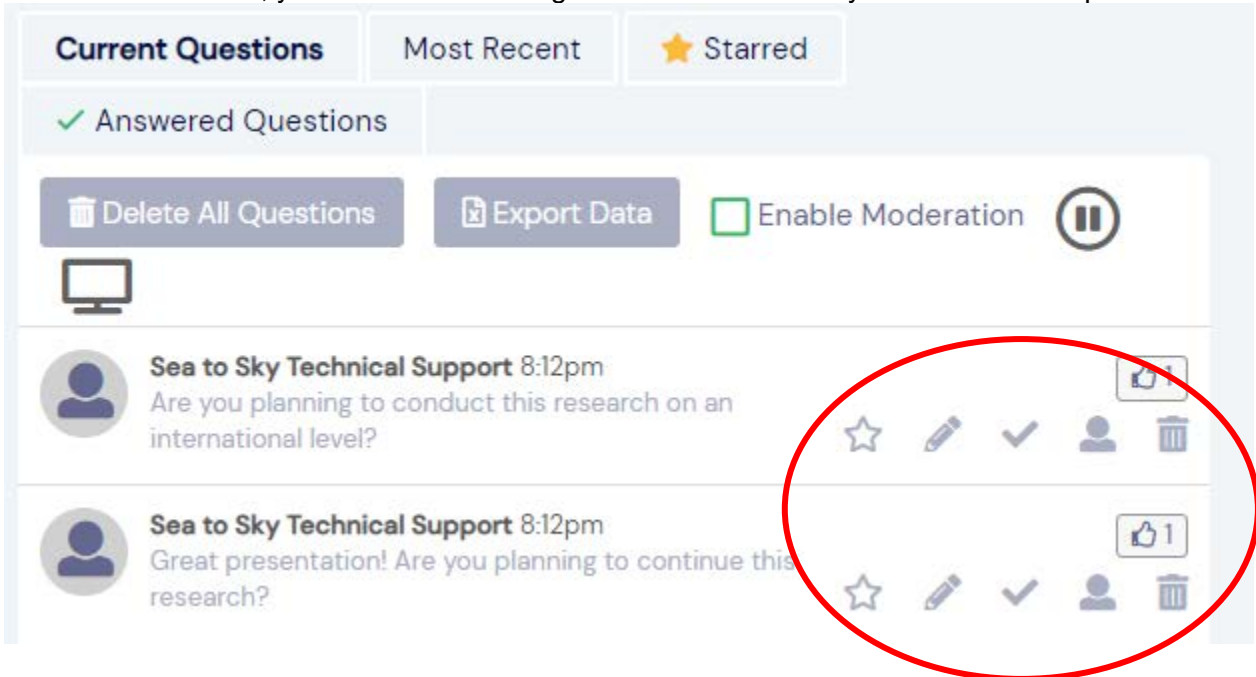 Current Questions Most Recent Starred
Answered Questions
Delete All Questions Export Data Enable Moderation
Sea to Sky Technical Support 8:12pm
1
Are you planning to conduct this research on an
international level?
Sea to Sky Technical Support 8:12pm
1
Great presentation! Are you planning to continue this
research?